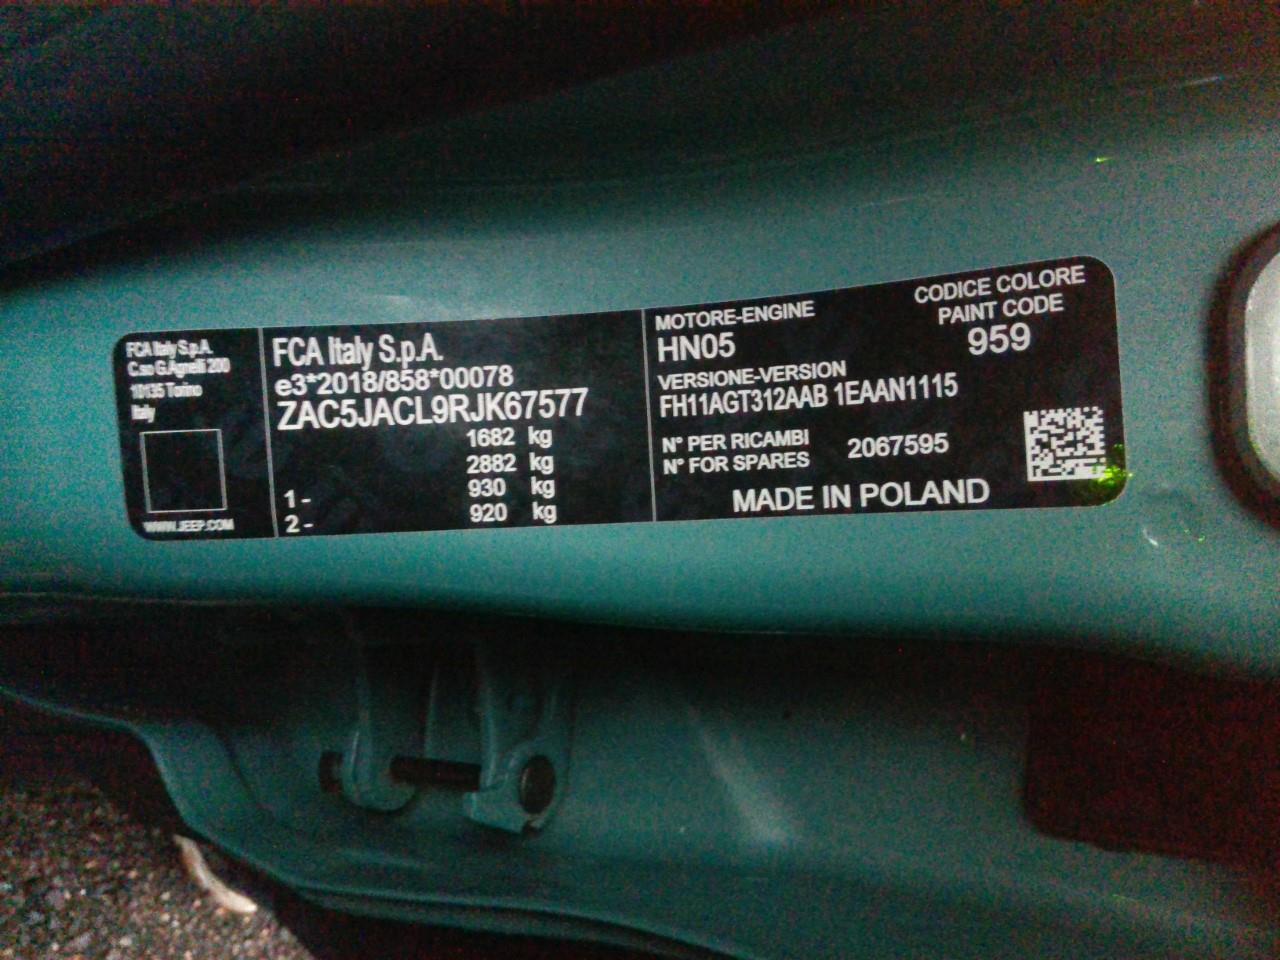 FCA Italy S.p.A.
C.so G.Agnelli 200
10135 Torino
Italy
WWW.JEEP.COM
FCA Italy S.p.A.
e3*2018/858*00078
ZAC5JACL9RJK67577
1682 kg
2882 kg
1 - 930 kg
2 - 920 kg
MOTORE-ENGINE
HN05
VERSIONE-VERSION
FH11AGT312AAB 1EAAN1115
N° PER RICAMBI
N° FOR SPARES
2067595
MADE IN POLAND
CODICE COLORE
PAINT CODE
959